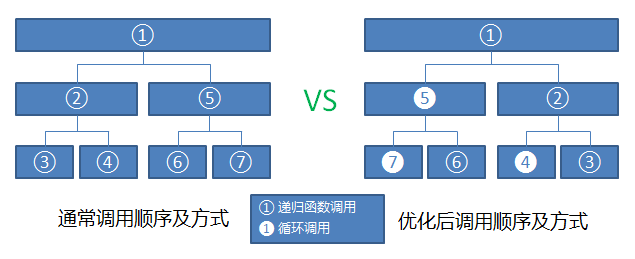 ① ①
② ⑤ VS ❺ ②
③ ④ ⑥ ⑦ ❼ ⑥ ❹ ③
通常调用顺序及方式 优化后调用顺序及方式
① 递归函数调用
❶ 循环调用